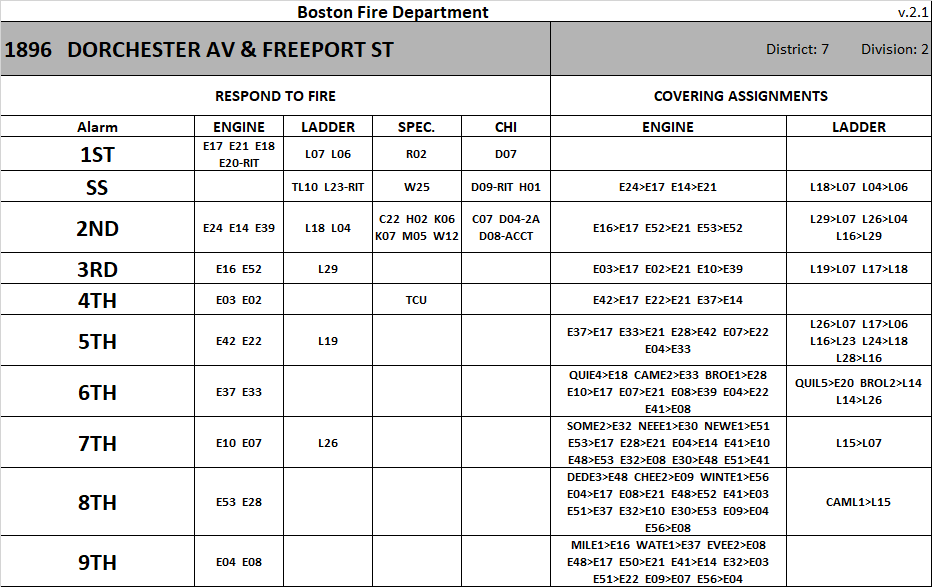 Boston Fire Department v.2.1
1896 DORCHESTER AV & FREEPORT ST District: 7 Division: 2
RESPOND TO FIRE COVERING ASSIGNMENTS
Alarm ENGINE LADDER SPEC. CHI ENGINE LADDER
1ST E17 E21 E18 E20-RIT L07 L06 R02 D07
SS TL10 L23-RIT W25 D09-RIT H01 E24>E17 E14>E21 L18>L07 L04>L06
2ND E24 E14 E39 L18 L04 C22 H02 K06 K07 M05 W12 C07 D04-2A D08-ACCT E16>E17 E52>E21 E53>E52 L29>L07 L26>L04 L16>L29
3RD E16 E52 L29 E03>E17 E02>E21 E10>E39 L19>L07 L17>L18
4TH E03 E02 TCU E42>E17 E22>E21 E37>E14
5TH E42 E22 L19 E37>E17 E33>E21 E28>E42 E07>E22 E04>E33 L26>L07 L17>L06 L16>L23 L24>L18 L28>L16
6TH E37 E33 QUIE4>E18 CAME2>E33 BROE1>E28 E10>E17 E07>E21 E08>E39 E04>E22 E41>E08 QUIL5>E20 BROL2>L14 L14>L26
7TH E10 E07 L26 SOME2>E32 NEEE1>E30 NEWE1>E51 E53>E17 E28>E21 E04>E14 E41>E10 E48>E53 E32>E08 E30>E48 E51>E41 L15>L07
8TH E53 E28 DEDE3>E48 CHEE2>E09 WINTE1>E56 E04>E17 E08>E21 E48>E52 E41>E03 E51>E37 E32>E10 E30>E53 E09>E04 E56>E08 CAML1>L15
9TH E04 E08 MILE1>E16 WATE1>E37 EVEE2>E08 E48>E17 E50>E21 E41>E14 E32>E03 E51>E22 E09>E07 E56>E04